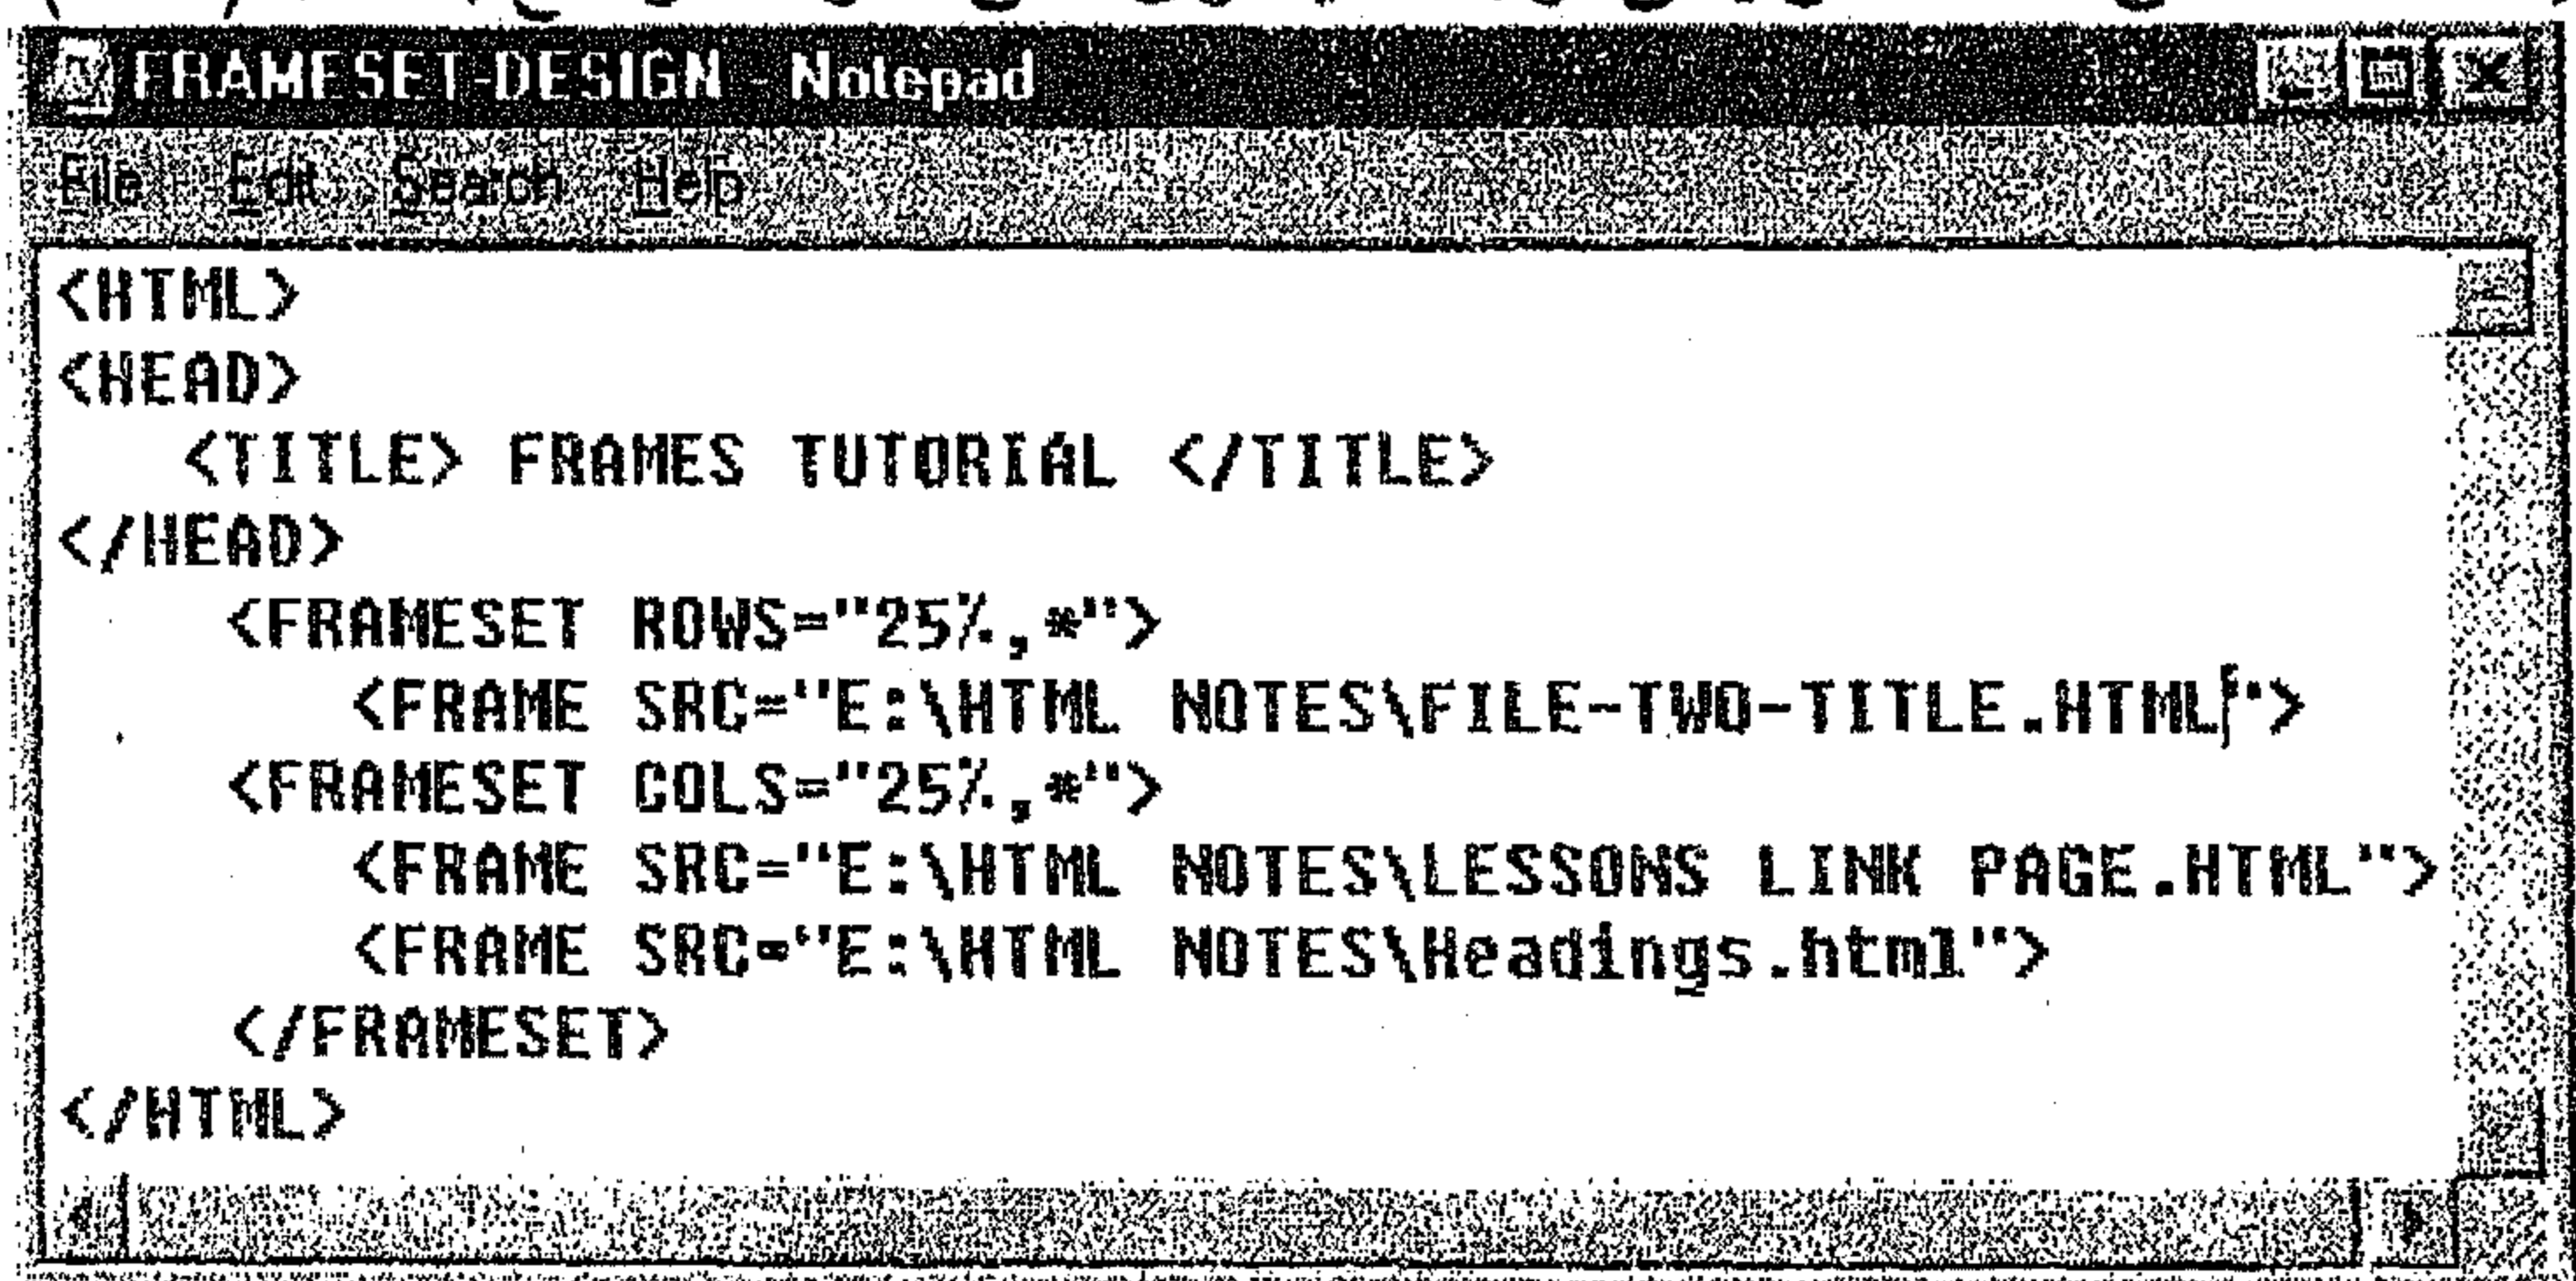 FRAMESET-DESIGN - Notepad
File Edit Search Help
<HTML>
<HEAD>
<TITLE> FRAMES TUTORIAL </TITLE>
</HEAD>
<FRAMESET ROWS="25%,*">
<FRAME SRC="E:\HTML NOTES\FILE-TWO-TITLE.HTML">
<FRAMESET COLS="25%,*">
<FRAME SRC="E:\HTML NOTES\LESSONS LINK PAGE.HTML">
<FRAME SRC="E:\HTML NOTES\Headings.html">
</FRAMESET>
</HTML>